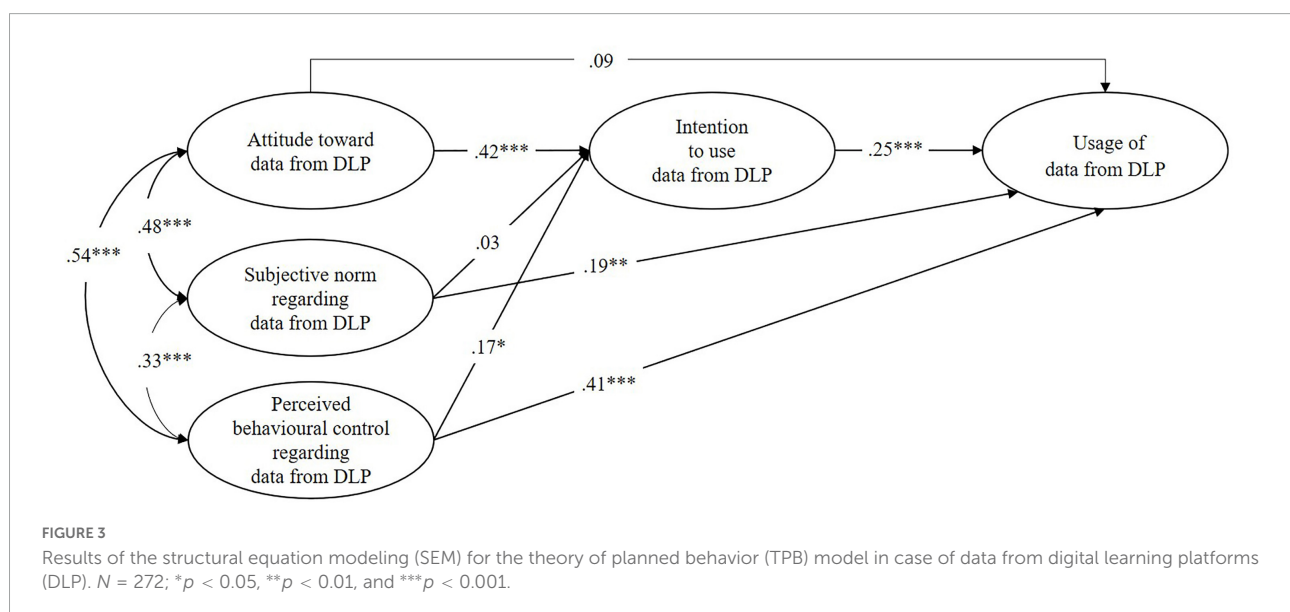 .09
Attitude toward
data from DLP
.42***
Intention
to use
data from DLP
.25***
Usage of
data from DLP
.54***
.48***
.03
.19**
Subjective norm
regarding
data from DLP
.33***
.17*
.41***
Perceived
behavioural control
regarding
data from DLP
FIGURE 3
Results of the structural equation modeling (SEM) for the theory of planned behavior (TPB) model in case of data from digital learning platforms
(DLP). N = 272; *p < 0.05, **p < 0.01, and ***p < 0.001.